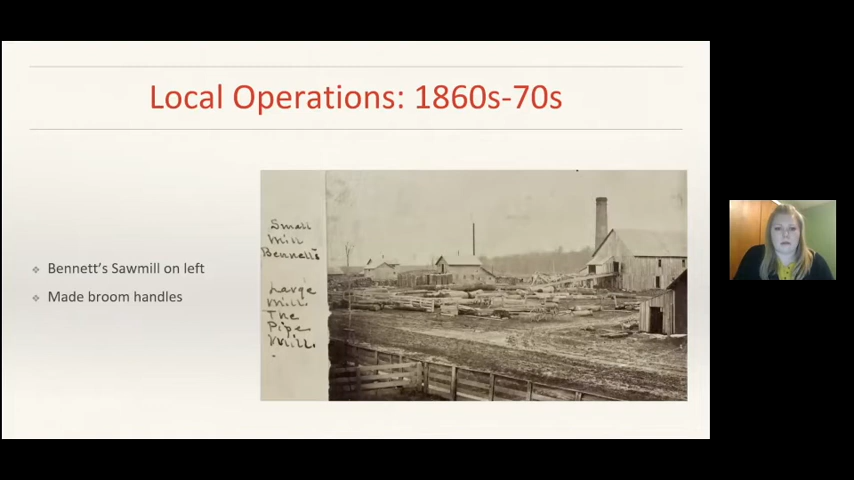 Local Operations: 1860s-70s
Bennett's Sawmill on left
Made broom handles
Small
Mill
Bennett's
Large
Mill.
The
Pipe
Mill.